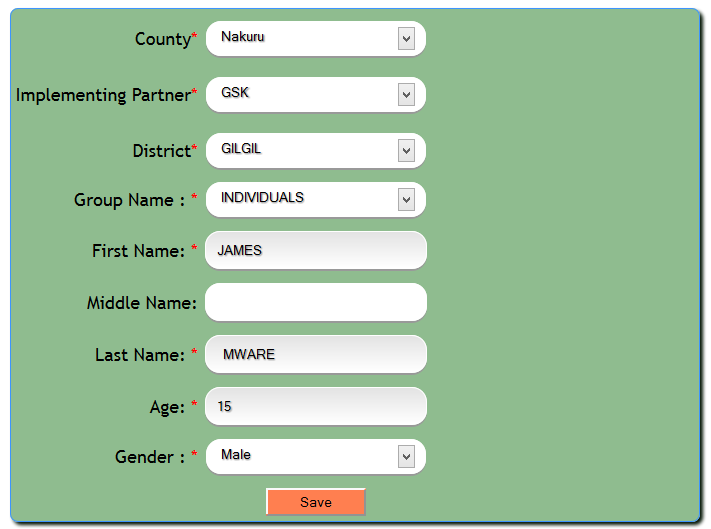 County* Nakuru
Implementing Partner* GSK
District* GILGIL
Group Name : * INDIVIDUALS
First Name: * JAMES
Middle Name:
Last Name: * MWARE
Age: * 15
Gender : * Male
Save